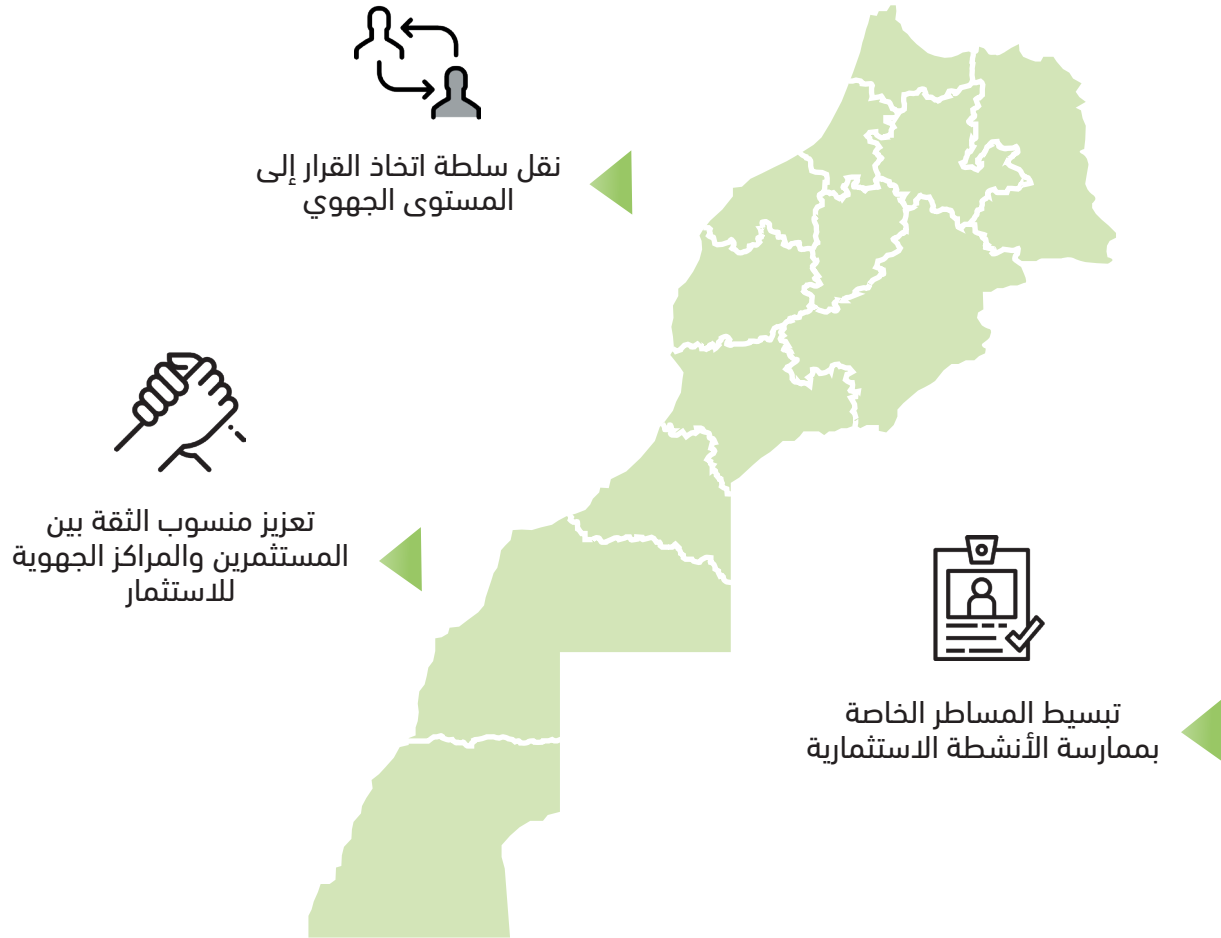 نقل سلطة اتخاذ القرار إلى
المستوى الجهوي
تعزيز منسوب الثقة بين
المستثمرين والمراكز الجهوية
للاستثمار
تبسيط المساطر الخاصة
بممارسة الأنشطة الاستثمارية